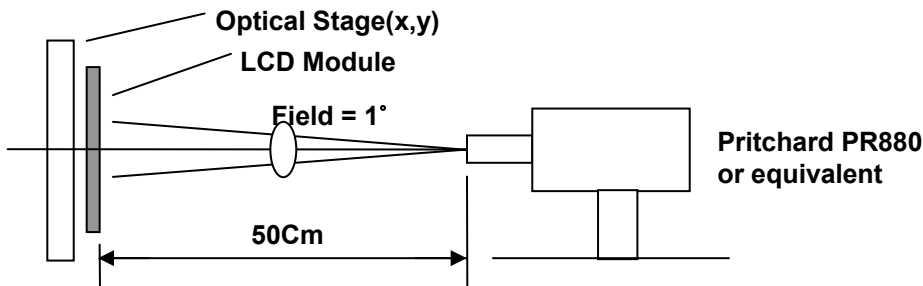 Optical Stage(x,y)
LCD Module
Field = 1˚
Pritchard PR880
or equivalent
50Cm